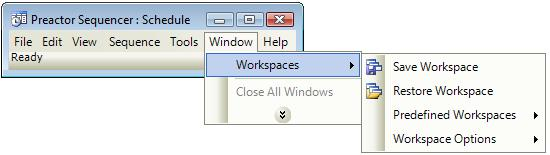 Preactor Sequencer : Schedule
File Edit View Sequence Tools Window Help
Ready
Workspaces
Close All Windows
Save Workspace
Restore Workspace
Predefined Workspaces
Workspace Options